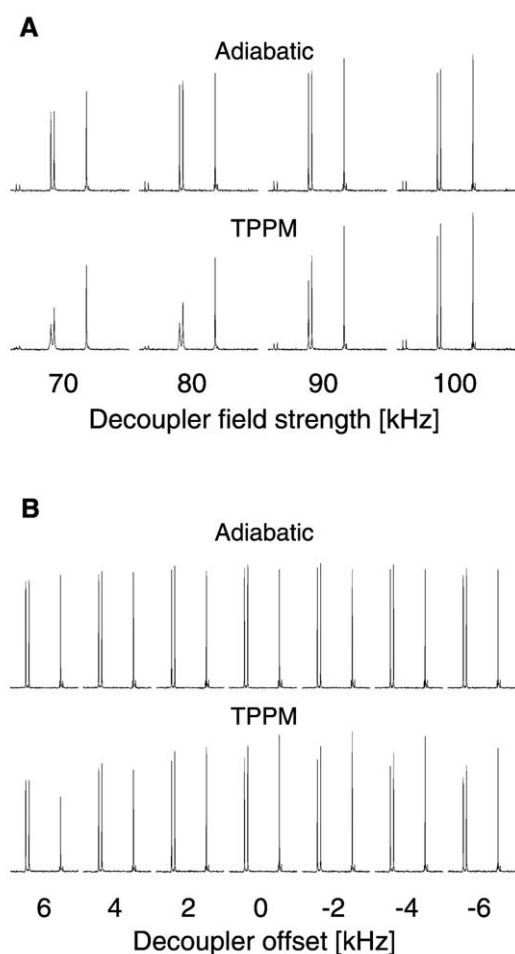 A
Adiabatic
TPPM
70 80 90 100
Decoupler field strength [kHz]
B
Adiabatic
TPPM
6 4 2 0 -2 -4 -6
Decoupler offset [kHz]